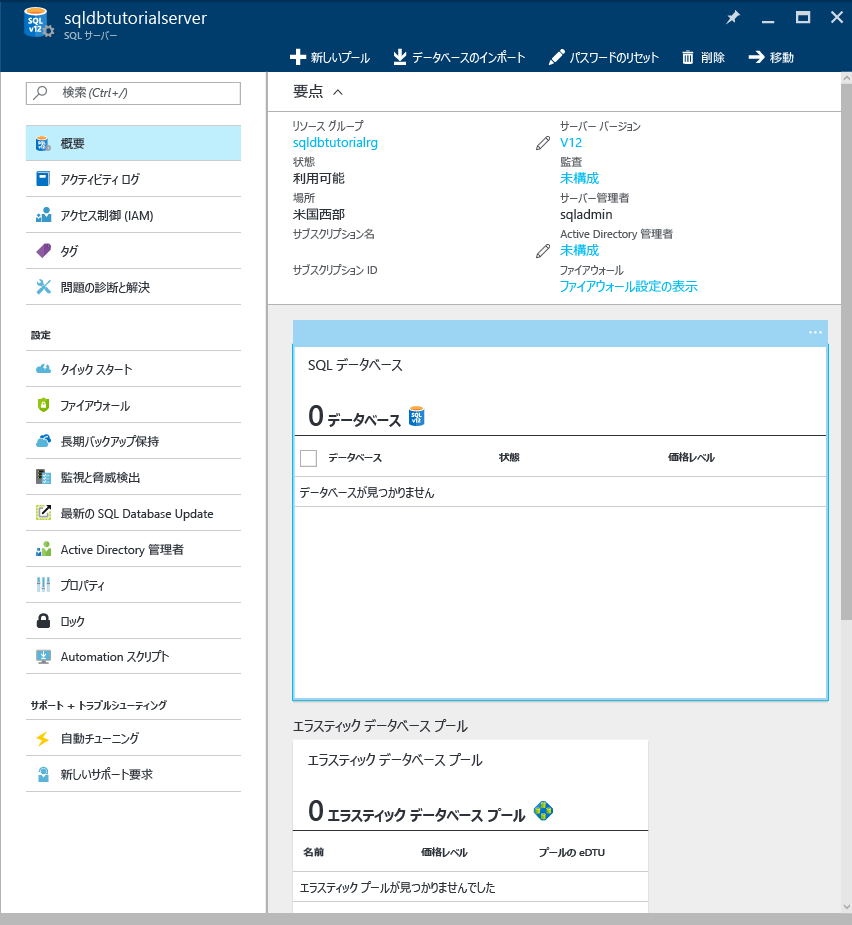 sqldbtutorialserver
SQL サーバー
新しいプール データベースのインポート パスワードのリセット 削除 移動
検索 (Ctrl+/)
概要
アクティビティ ログ
アクセス制御 (IAM)
タグ
問題の診断と解決
設定
クイック スタート
ファイアウォール
長期バックアップ保持
監視と脅威検出
最新の SQL Database Update
Active Directory 管理者
プロパティ
ロック
Automation スクリプト
サポート + トラブルシューティング
自動チューニング
新しいサポート要求
要点
リソース グループ
sqldbtutorialrg
状態
利用可能
場所
米国西部
サブスクリプション名
サブスクリプション ID
サーバー バージョン
V12
監査
未構成
サーバー管理者
sqladmin
Active Directory 管理者
未構成
ファイアウォール
ファイアウォール設定の表示
SQL データベース
0 データベース
データベース 状態 価格レベル
データベースが見つかりません
エラスティック データベース プール
エラスティック データベース プール
0 エラスティック データベース プール
名前 価格レベル プールの eDTU
エラスティック プールが見つかりませんでした